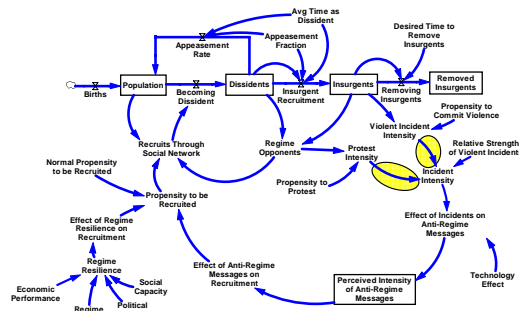 Avg Time as
Dissident
Appeasement
Fraction
Desired Time to
Remove
Insurgents
Appeasement
Rate
Births
Population
Becoming
Dissident
Dissidents
Insurgent
Recruitment
Insurgents
Removing
Insurgents
Removed
Insurgents
Propensity to
Commit Violence
Violent Incident
Intensity
Recruits Through
Social Network
Regime
Opponents
Protest
Intensity
Relative Strength
of Violent Incident
Incident
Intensity
Normal Propensity
to be Recruited
Propensity to be
Recruited
Propensity to
Protest
Effect of Regime
Resilience on
Recruitment
Effect of Incidents on
Anti-Regime
Messages
Regime
Resilience
Effect of Anti-Regime
Messages on
Recruitment
Technology
Effect
Economic
Performance
Social
Capacity
Political
Regime
Perceived Intensity
of Anti-Regime
Messages